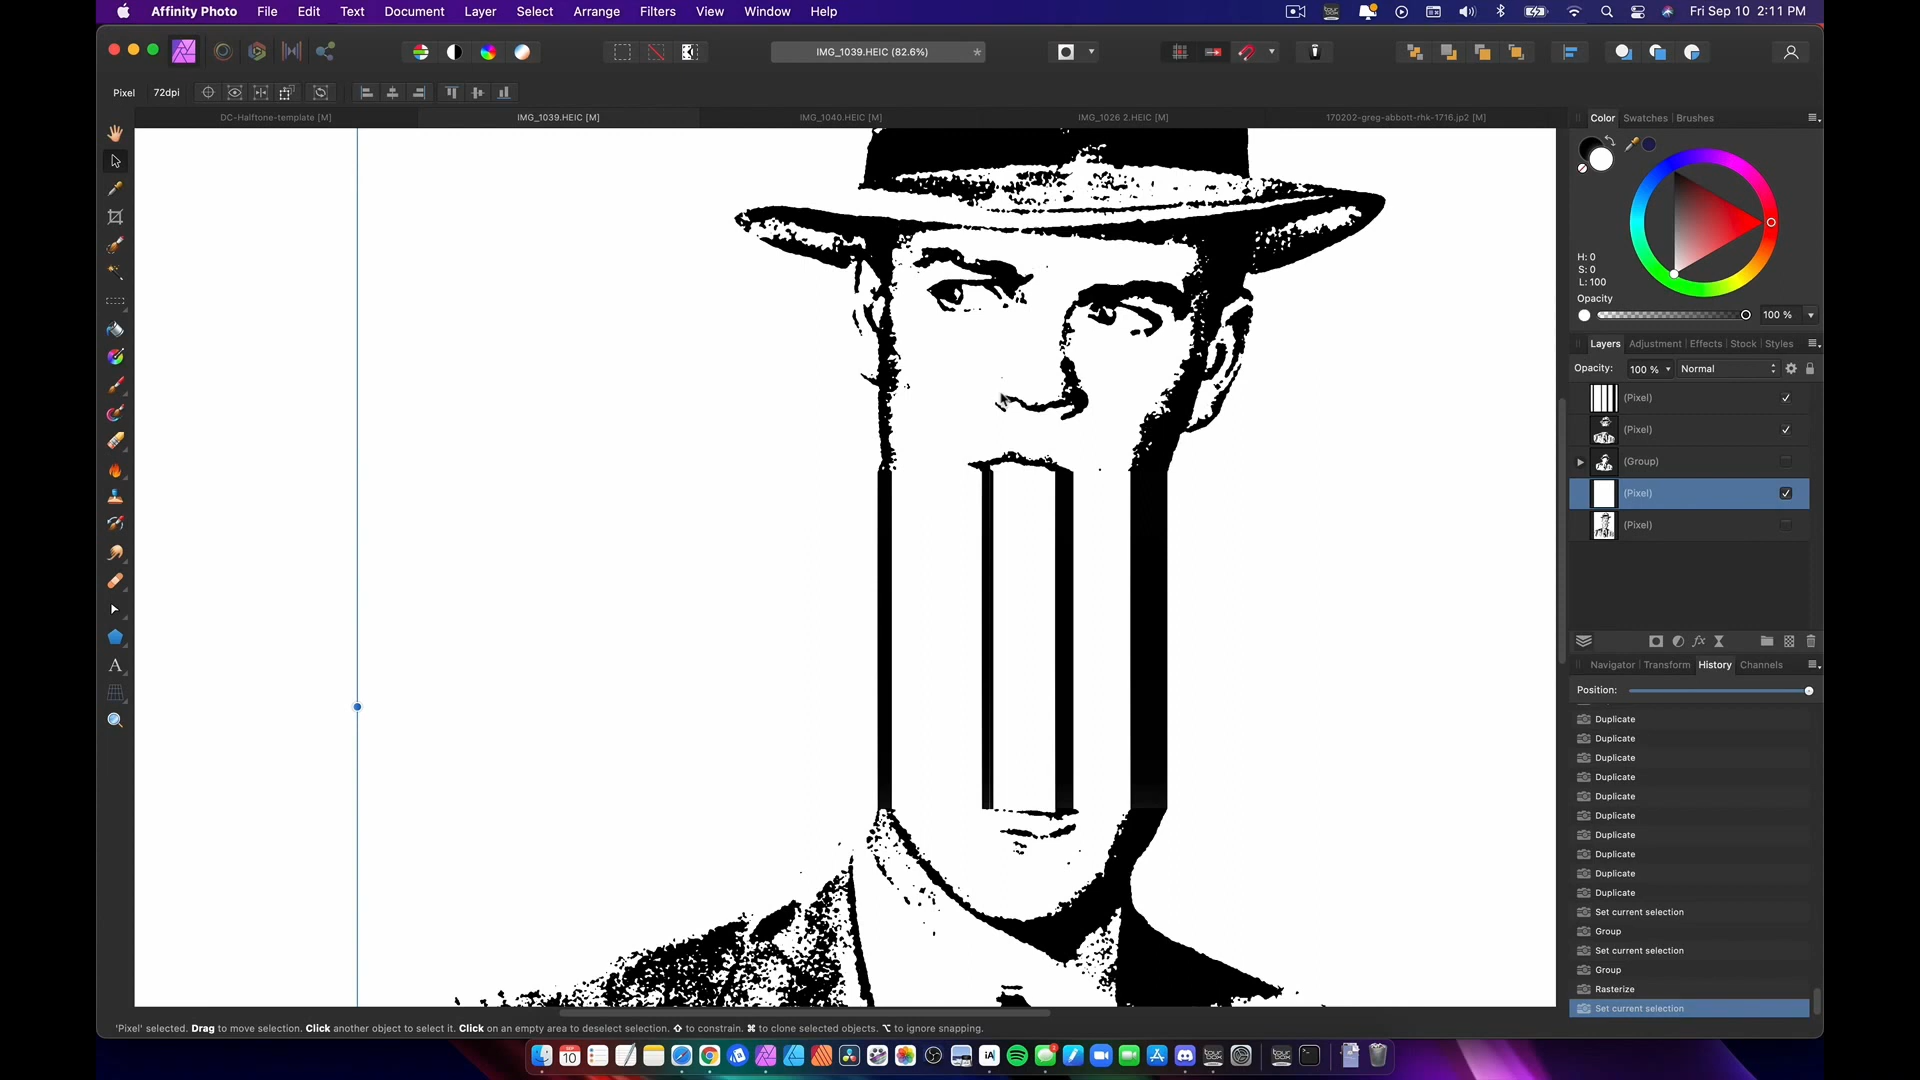 Affinity Photo File Edit Text Document Layer Select Arrange Filters View Window Help Fri Sep 10 2:11 PM
IMG_1039.HEIC (82.6%)
Pixel 72dpi
DC-Halftone-template [M] IMG_1039.HEIC [M] IMG_1040.HEIC [M] IMG_1026 2.HEIC [M] 170202-greg-abbott-rhk-1716.jp2 [M]
Color Swatches Brushes
H: 0
S: 0
L: 100
Opacity
100 %
Layers Adjustment Effects Stock Styles
Opacity: 100 % Normal
(Pixel)
(Pixel)
(Group)
(Pixel)
(Pixel)
Navigator Transform History Channels
Position:
Duplicate
Duplicate
Duplicate
Duplicate
Duplicate
Duplicate
Duplicate
Duplicate
Duplicate
Duplicate
Set current selection
Group
Set current selection
Group
Rasterize
Set current selection
'Pixel' selected. Drag to move selection. Click another object to select it. Click on an empty area to deselect selection. ⇧ to constrain. ⌘ to clone selected objects. ⌥ to ignore snapping.